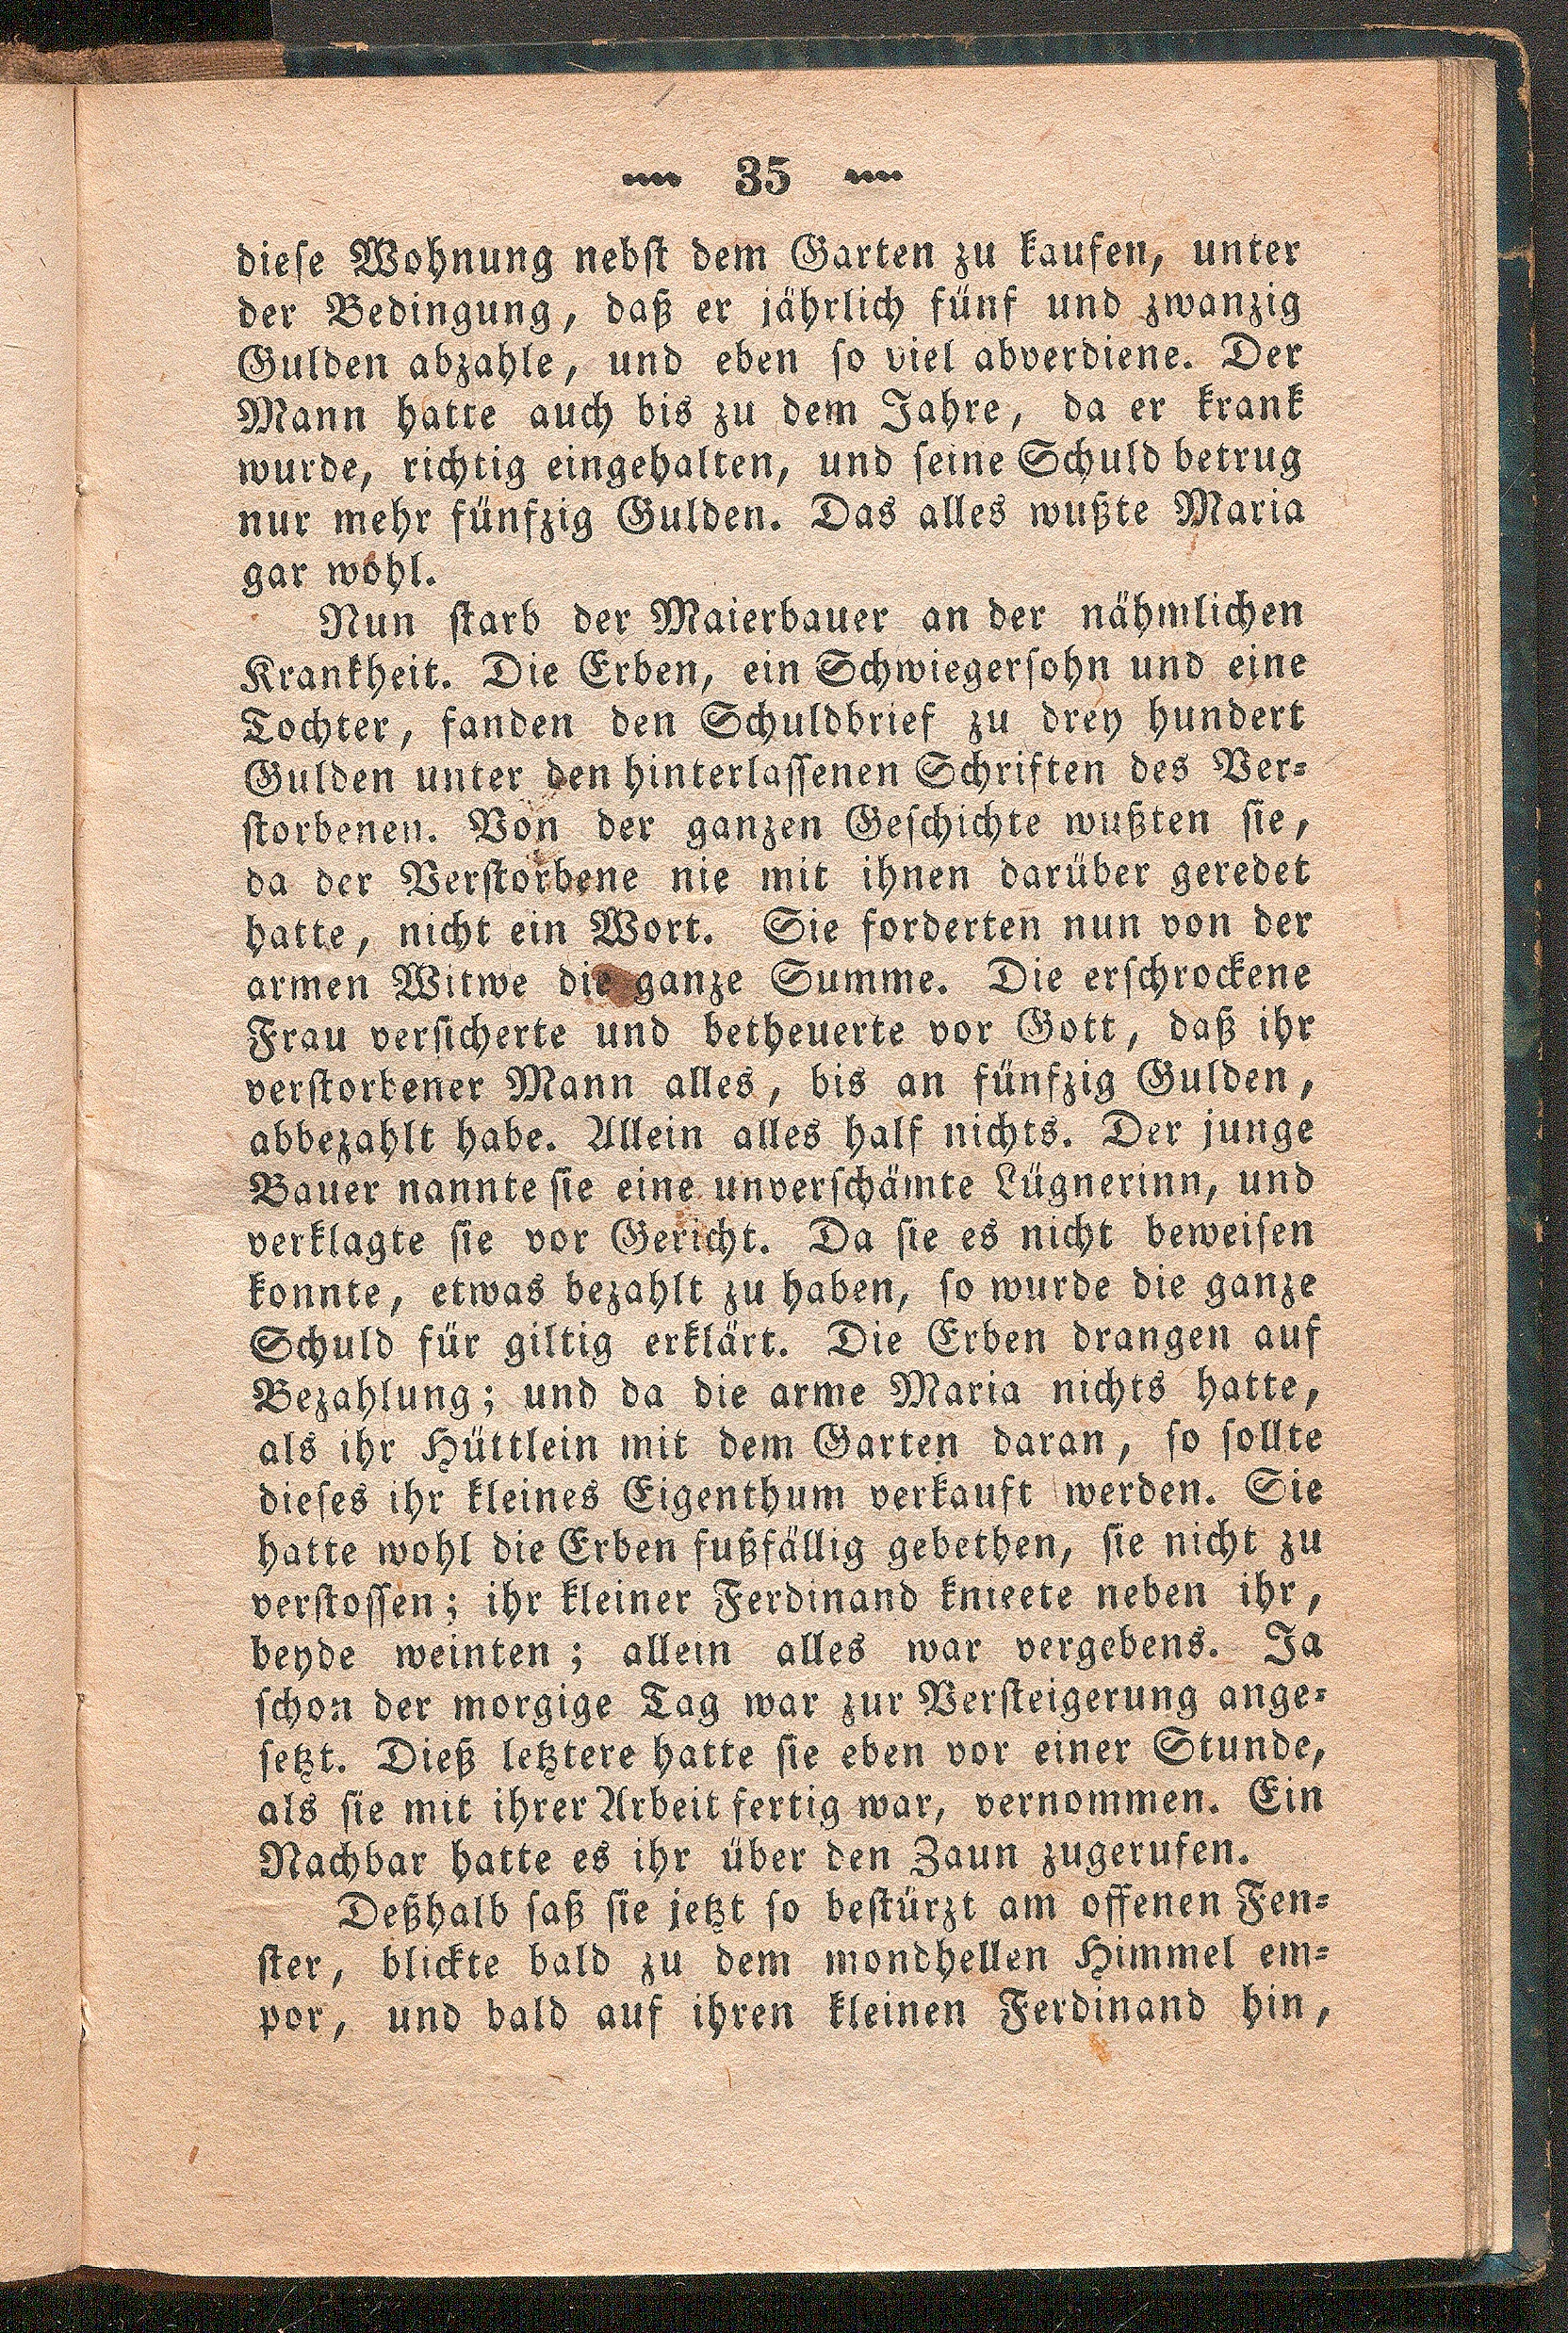 — 35 —
diese Wohnung nebst dem Garten zu kaufen, unter
der Bedingung, daß er jährlich fünf und zwanzig
Gulden abzahle, und eben so viel abverdiene. Der
Mann hatte auch bis zu dem Jahre, da er krank
wurde, richtig eingehalten, und seine Schuld betrug
nur mehr fünfzig Gulden. Das alles wußte Maria
gar wohl.
Nun starb der Maierbauer an der nähmlichen
Krankheit. Die Erben, ein Schwiegersohn und eine
Tochter, fanden den Schuldbrief zu drey hundert
Gulden unter den hinterlassenen Schriften des Ver-
storbenen. Von der ganzen Geschichte wußten sie,
da der Verstorbene nie mit ihnen darüber geredet
hatte, nicht ein Wort. Sie forderten nun von der
armen Witwe die ganze Summe. Die erschrockene
Frau versicherte und betheuerte vor Gott, daß ihr
verstorbener Mann alles, bis an fünfzig Gulden,
abbezahlt habe. Allein alles half nichts. Der junge
Bauer nannte sie eine unverschämte Lügnerinn, und
verklagte sie vor Gericht. Da sie es nicht beweisen
konnte, etwas bezahlt zu haben, so wurde die ganze
Schuld für giltig erklärt. Die Erben drangen auf
Bezahlung; und da die arme Maria nichts hatte,
als ihr Hüttlein mit dem Garten daran, so sollte
dieses ihr kleines Eigenthum verkauft werden. Sie
hatte wohl die Erben fußfällig gebethen, sie nicht zu
verstossen; ihr kleiner Ferdinand knieete neben ihr,
beyde weinten; allein alles war vergebens. Ja
schon der morgige Tag war zur Versteigerung ange-
setzt. Dieß letztere hatte sie eben vor einer Stunde,
als sie mit ihrer Arbeit fertig war, vernommen. Ein
Nachbar hatte es ihr über den Zaun zugerufen.
Deßhalb saß sie jetzt so bestürzt am offenen Fen-
ster, blickte bald zu dem mondhellen Himmel em-
por, und bald auf ihren kleinen Ferdinand hin,